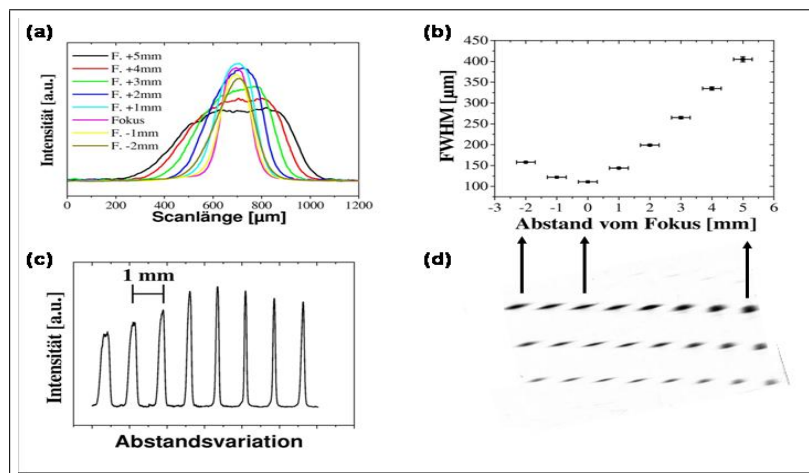 (a)
F. +5mm
F. +4mm
F. +3mm
F. +2mm
F. +1mm
Fokus
F. -1mm
F. -2mm
Intensität [a.u.]
0 200 400 600 800 1000 1200
Scanlänge [µm]
(b)
450
400
350
300
250
200
150
100
FWHM [µm]
-3 -2 -1 0 1 2 3 4 5 6
Abstand vom Fokus [mm]
(c)
1 mm
Intensität [a.u.]
Abstandsvariation
(d)